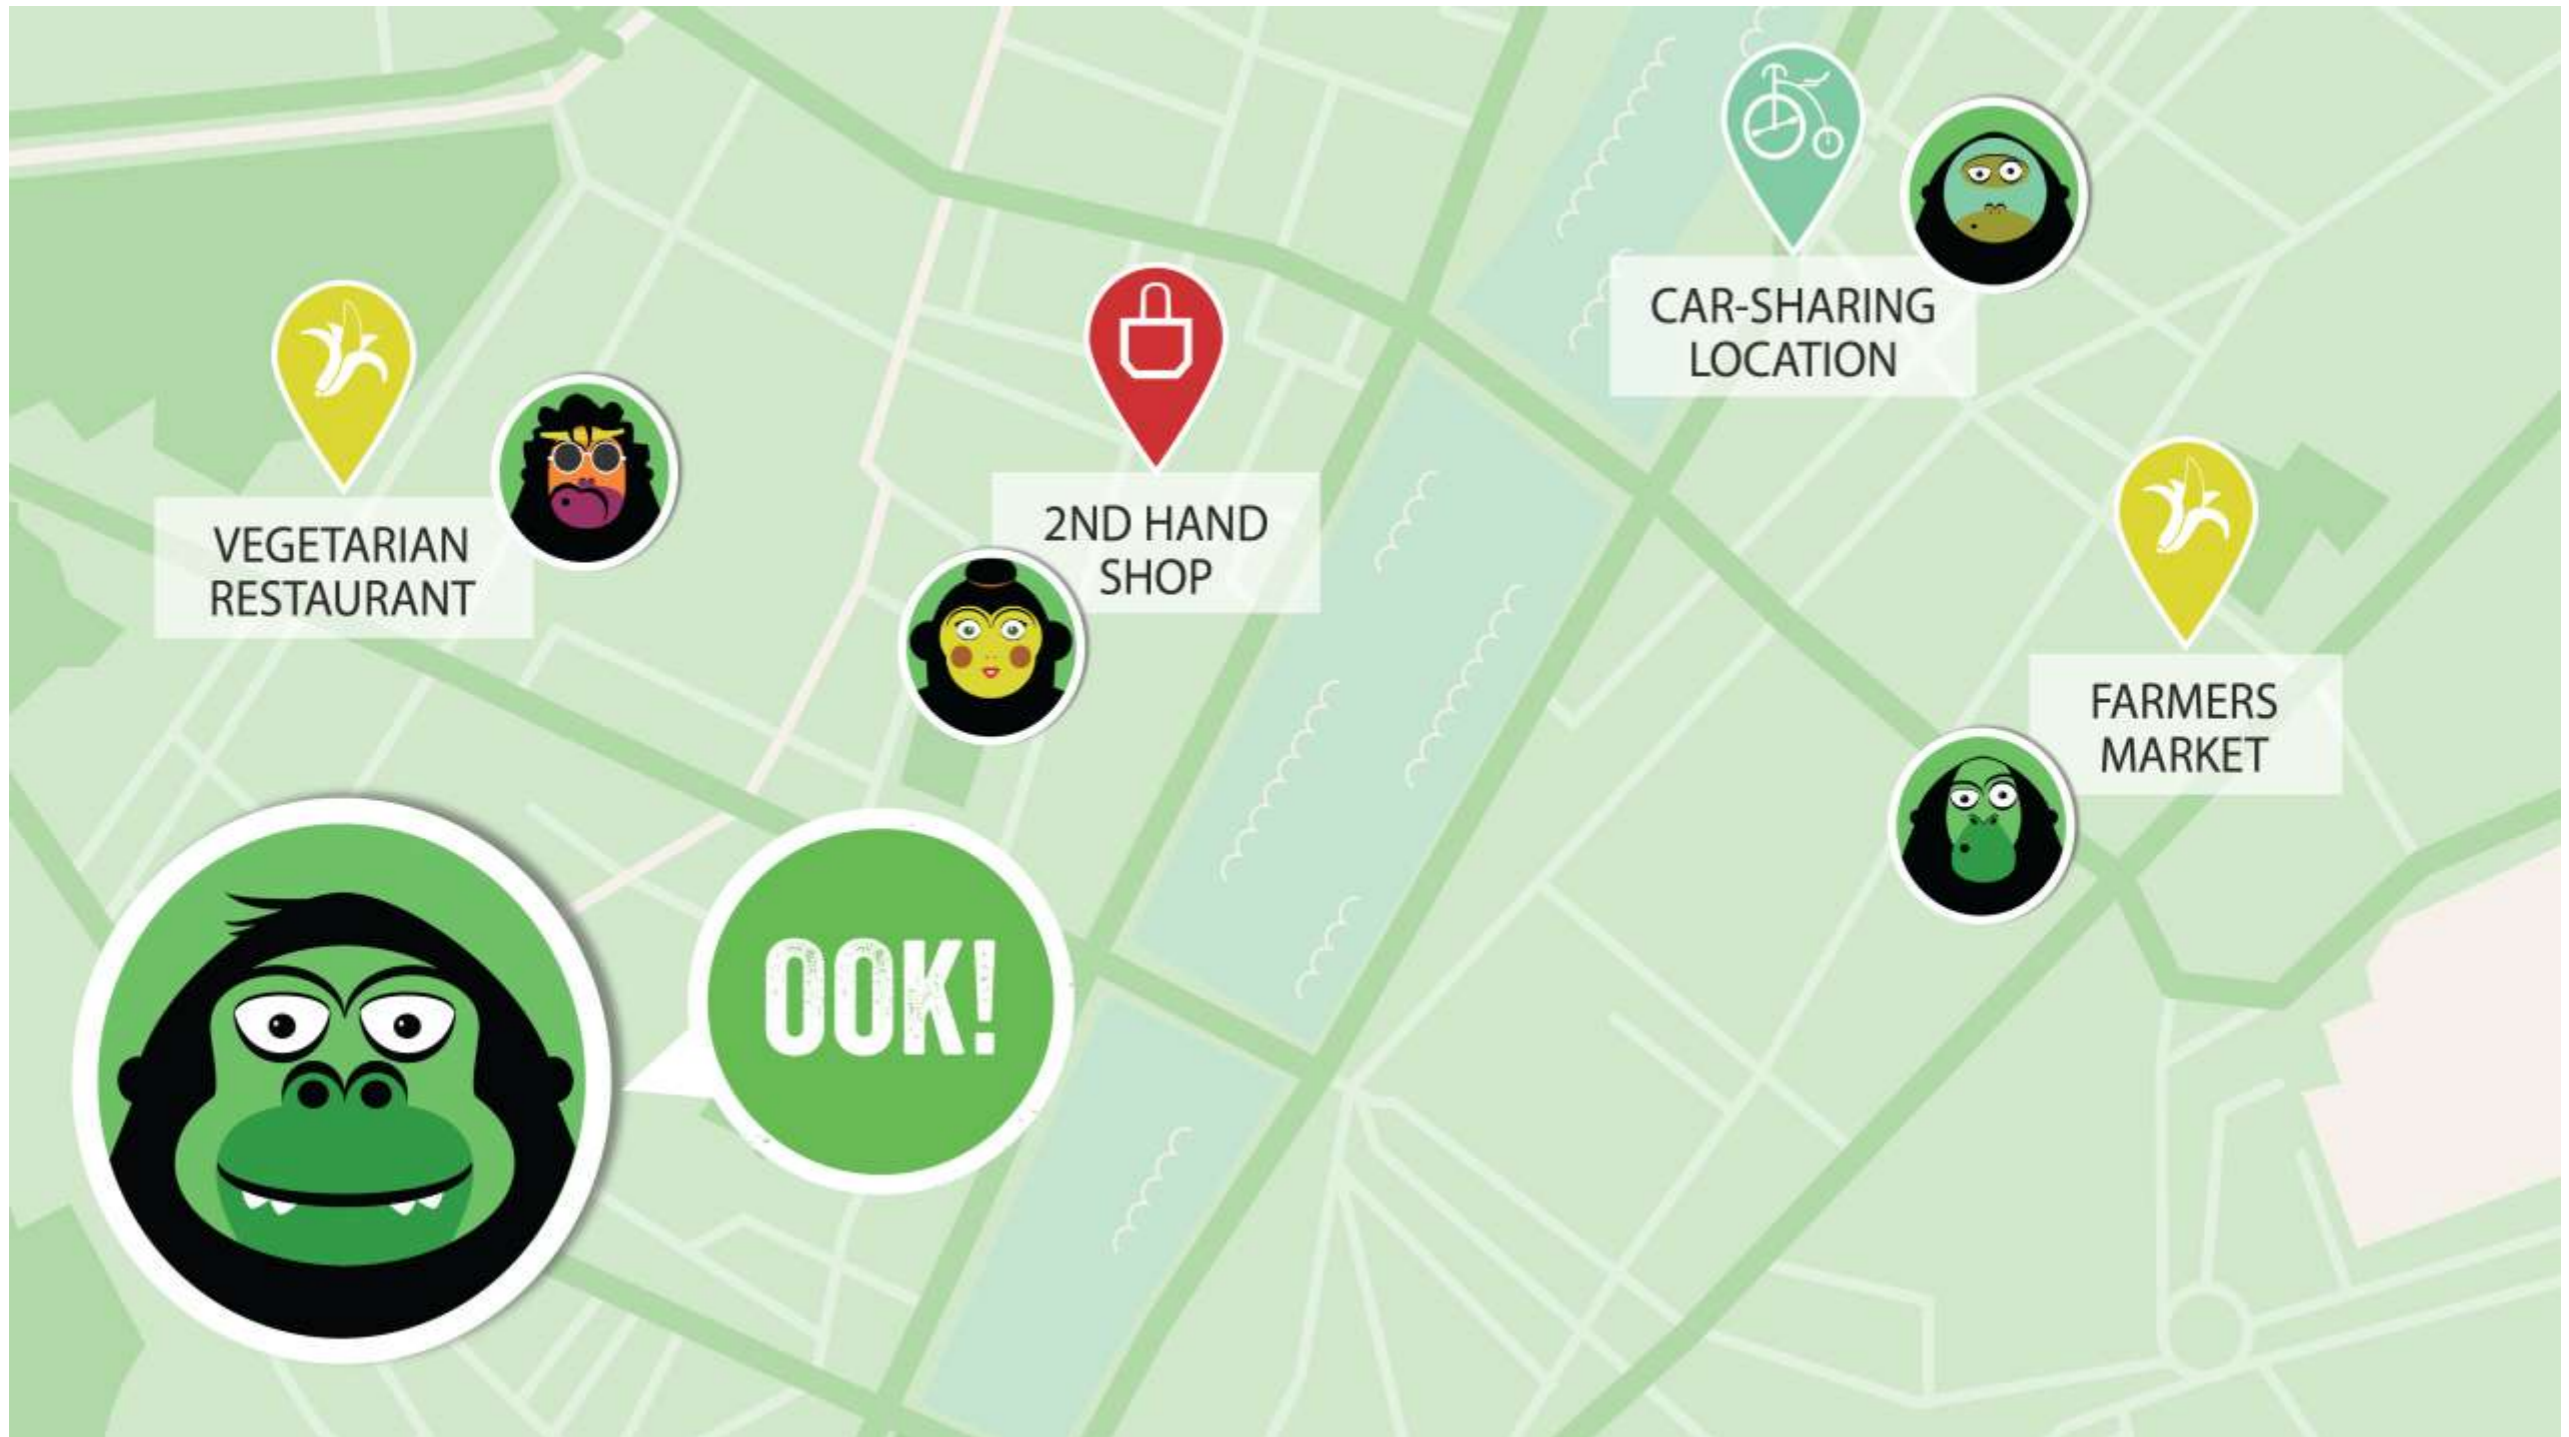 CAR-SHARING
LOCATION
VEGETARIAN
RESTAURANT
2ND HAND
SHOP
FARMERS
MARKET
OOK!